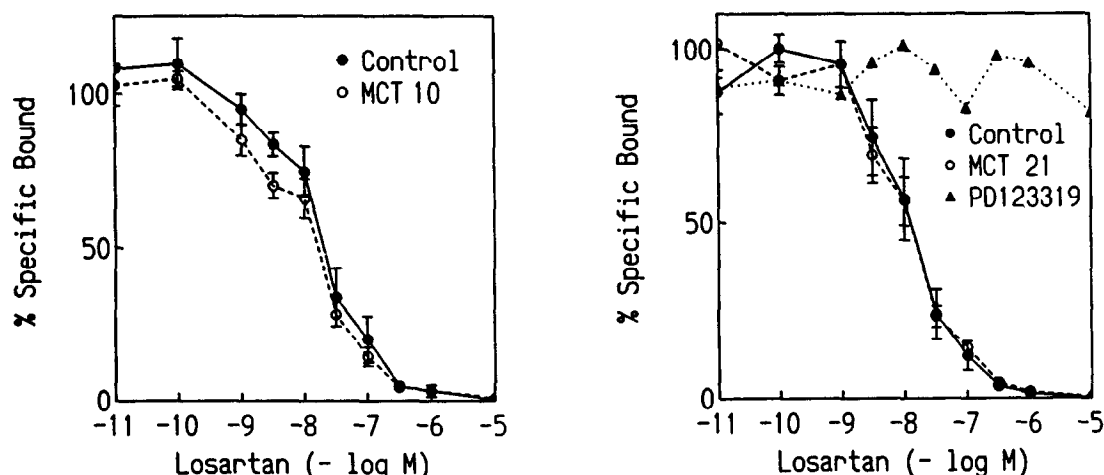 % Specific Bound
100
50
0
Control
MCT 10
-11 -10 -9 -8 -7 -6 -5
Losartan (- log M)
% Specific Bound
100
50
0
Control
MCT 21
PD123319
-11 -10 -9 -8 -7 -6 -5
Losartan (- log M)